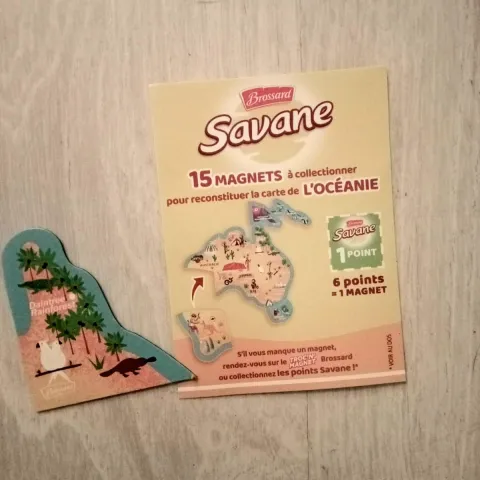 Brossard
Savane
15 MAGNETS à collectionner
pour reconstituer la carte de L'OCÉANIE
Brossard
Savane
1 POINT
6 points
= 1 MAGNET
S'il vous manque un magnet,
rendez-vous sur le TROC'N MAGNET Brossard
ou collectionnez les points Savane !*
* VOIR AU DOS
Daintree
Rainforest